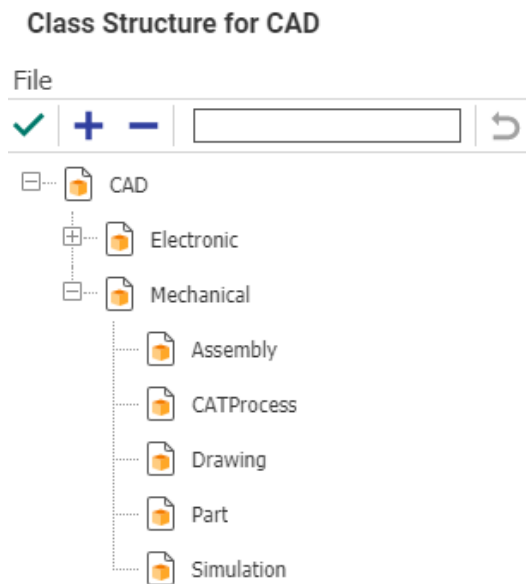 Class Structure for CAD
File
CAD
Electronic
Mechanical
Assembly
CATProcess
Drawing
Part
Simulation